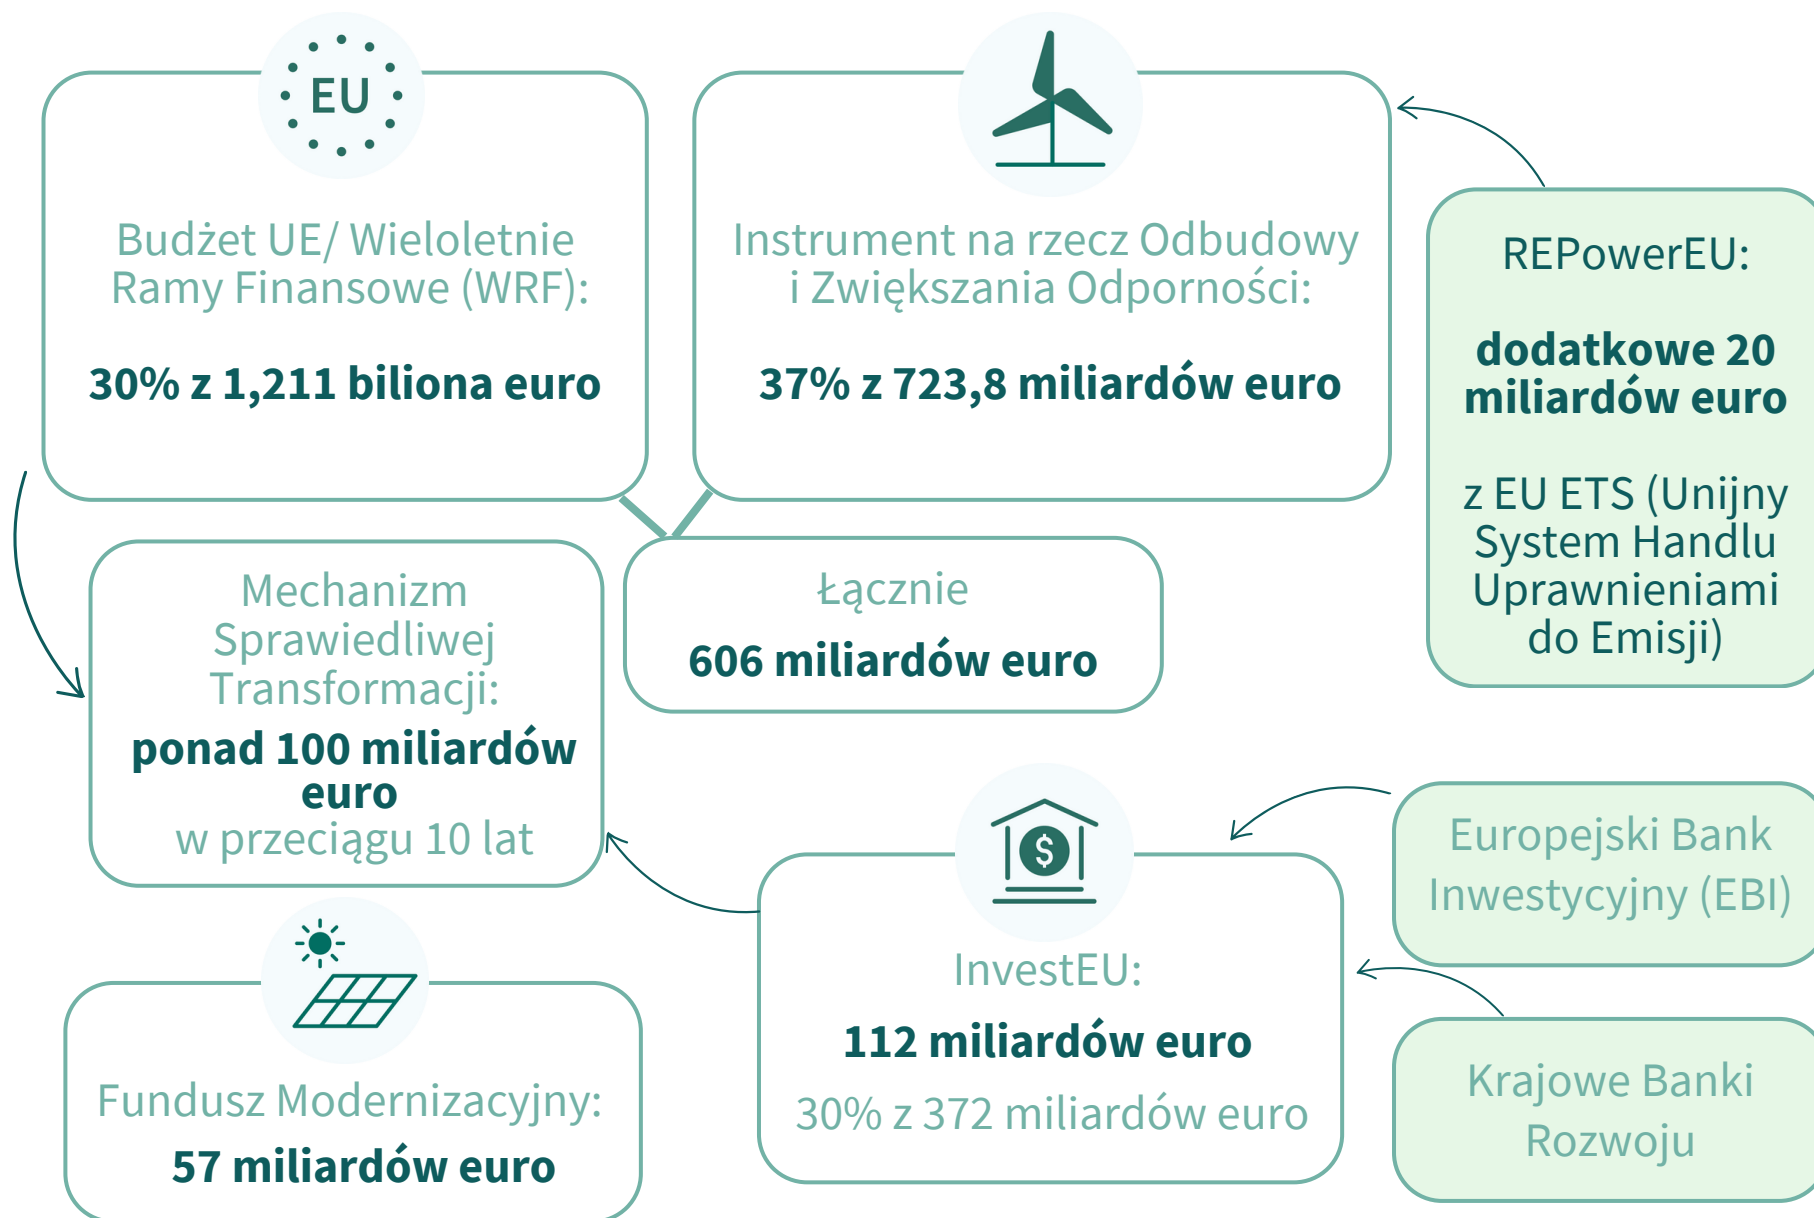 EU
Budżet UE/ Wieloletnie
Ramy Finansowe (WRF):
30% z 1,211 biliona euro
Instrument na rzecz Odbudowy
i Zwiększania Odporności:
37% z 723,8 miliardów euro
REPowerEU:
dodatkowe 20
miliardów euro
z EU ETS (Unijny
System Handlu
Uprawnieniami
do Emisji)
Łącznie
606 miliardów euro
Mechanizm
Sprawiedliwej
Transformacji:
ponad 100 miliardów
euro
w przeciągu 10 lat
Europejski Bank
Inwestycyjny (EBI)
$
InvestEU:
112 miliardów euro
30% z 372 miliardów euro
Krajowe Banki
Rozwoju
Fundusz Modernizacyjny:
57 miliardów euro